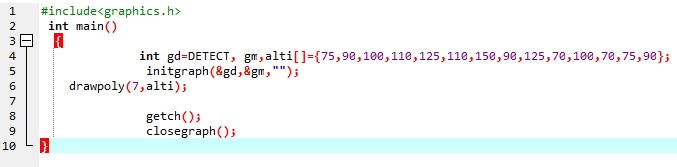 1 #include<graphics.h>
2 int main()
3 {
4 int gd=DETECT, gm,alti[]={75,90,100,110,125,110,150,90,125,70,100,70,75,90};
5 initgraph(&gd,&gm,"");
6 drawpoly(7,alti);
7
8 getch();
9 closegraph();
10 }